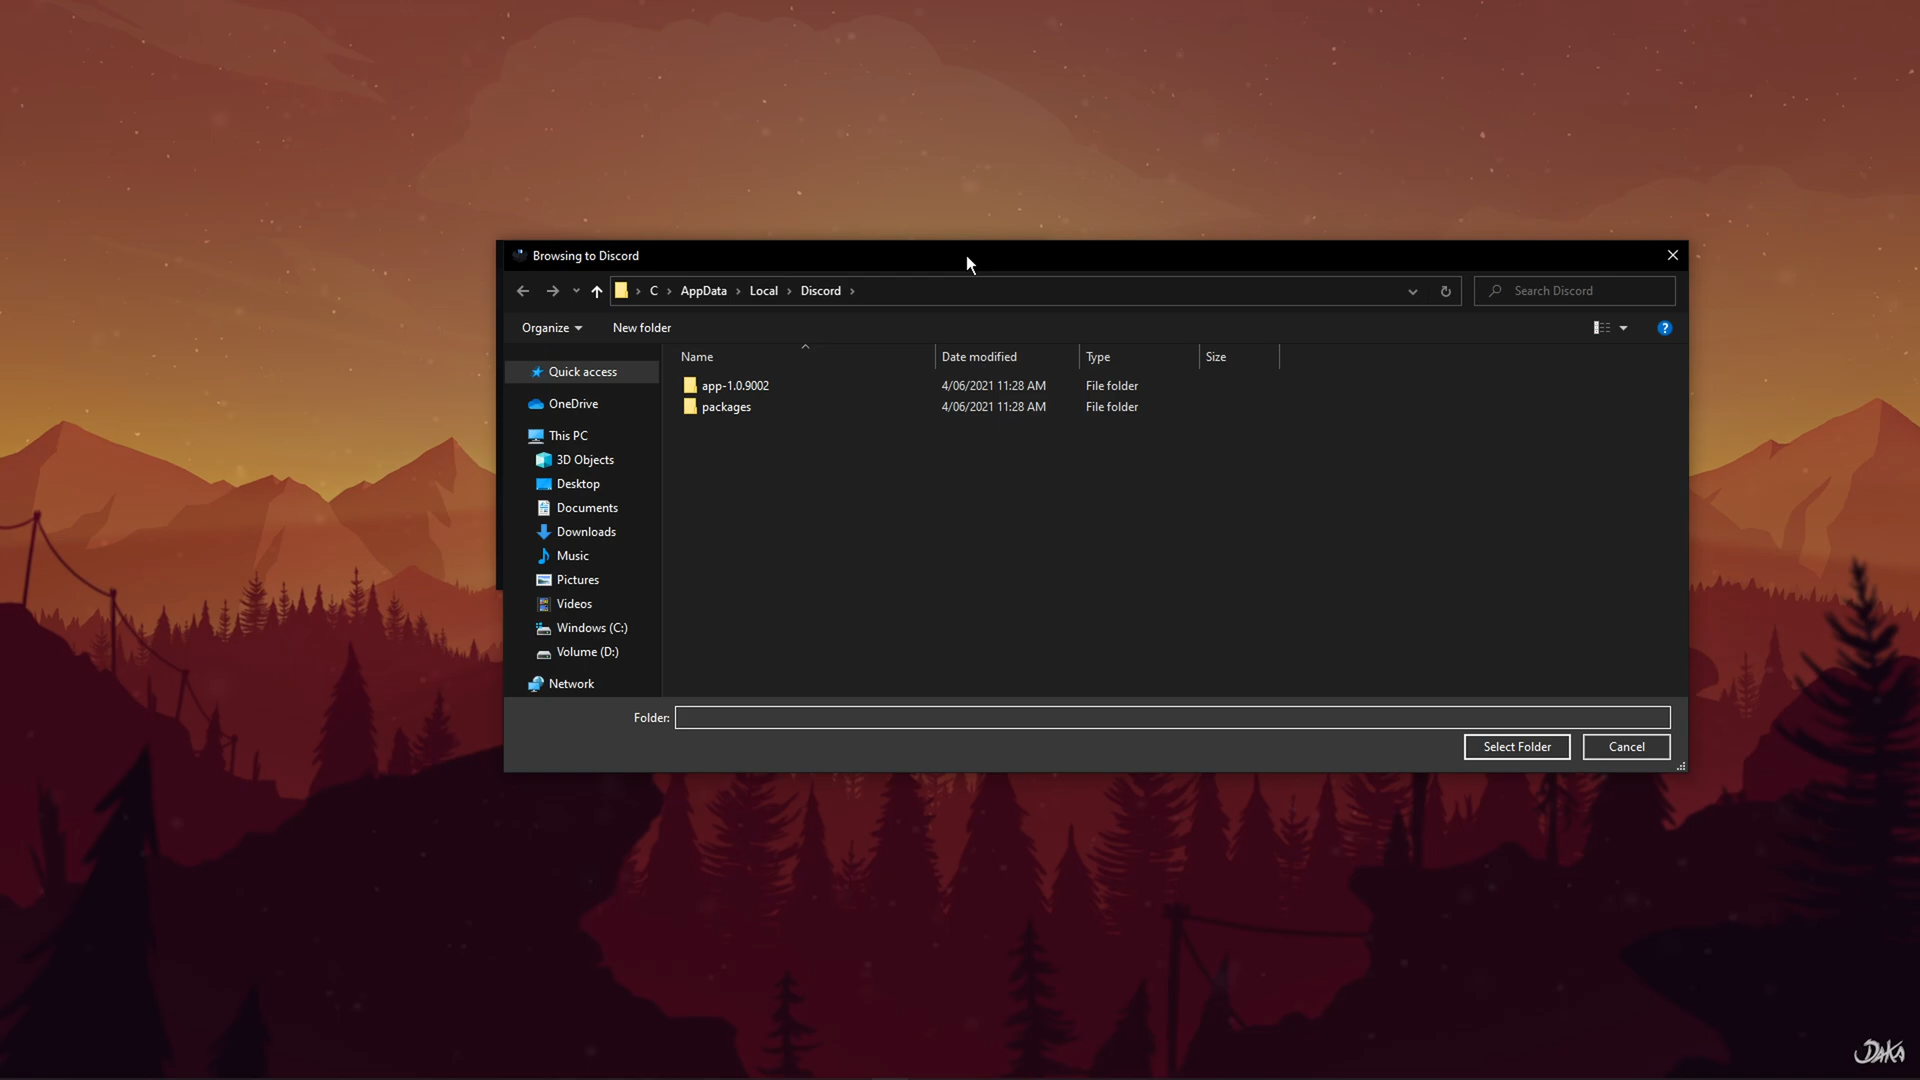 Browsing to Discord
C AppData Local Discord
Search Discord
Organize New folder
Name Date modified Type Size
app-1.0.9002 4/06/2021 11:28 AM File folder
packages 4/06/2021 11:28 AM File folder
Quick access
OneDrive
This PC
3D Objects
Desktop
Documents
Downloads
Music
Pictures
Videos
Windows (C:)
Volume (D:)
Network
Folder:
Select Folder Cancel
DAKA